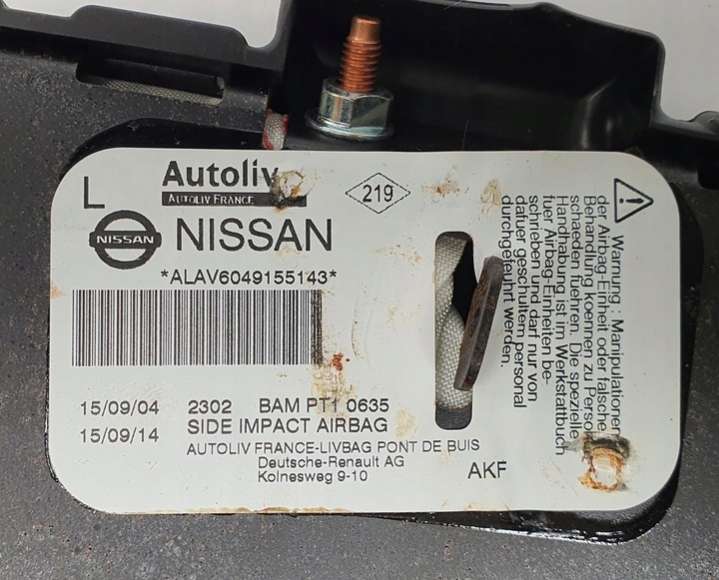 L
Autoliv
AUTOLIV FRANCE
219
NISSAN
NISSAN
*ALAV6049155143*
15/09/04 2302 BAM PT1 0635
15/09/14 SIDE IMPACT AIRBAG
AUTOLIV FRANCE-LIVBAG PONT DE BUIS
Deutsche-Renault AG
Kolnesweg 9-10
AKF
! Warnung : Manipulationen
der Airbag-Einheit oder falsche
Behandlung koennen zu Person
schaeden fuehren. Die spezielle
Handhabung ist im Werkstattbuch
fuer Airbag-Einheiten be-
schrieben und darf nur von
dafuer geschultem personal
durchgefuehrt werden.